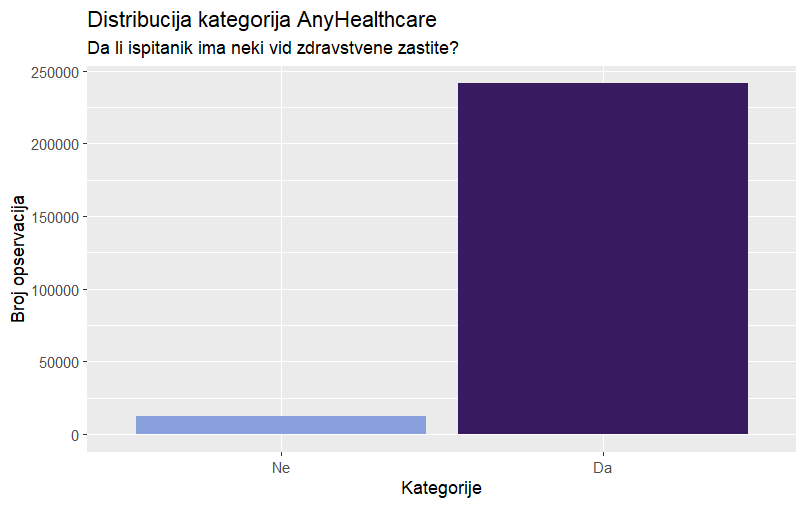 Distribucija kategorija AnyHealthcare
Da li ispitanik ima neki vid zdravstvene zastite?
Broj opservacija
250000
200000
150000
100000
50000
0
Ne
Da
Kategorije